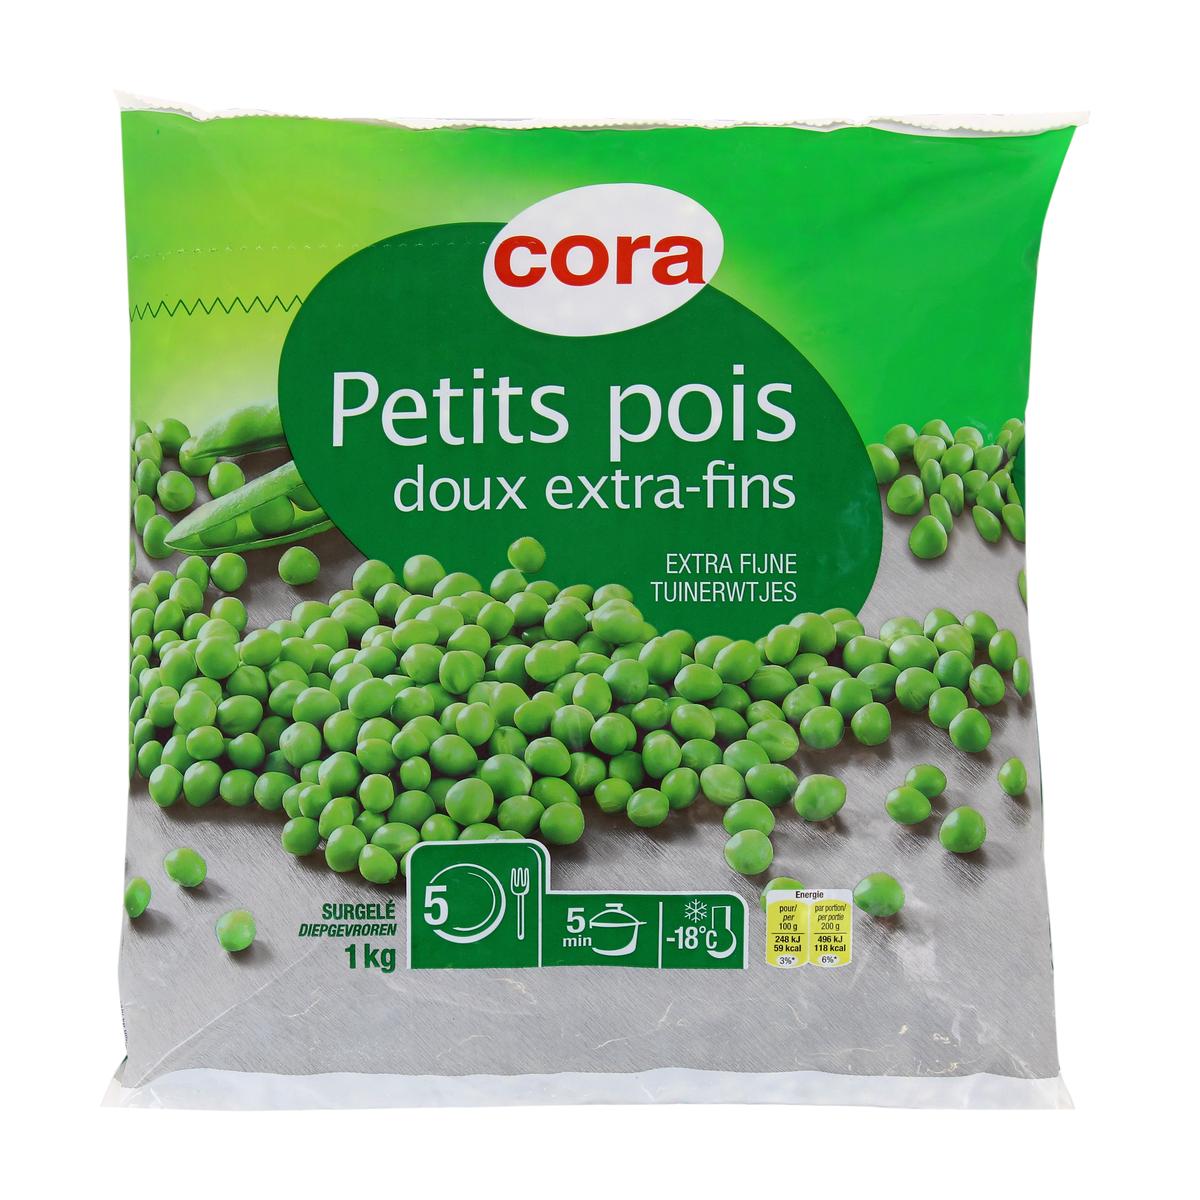 cora
Petits pois
doux extra-fins
EXTRA FIJNE
TUINERWTJES
SURGELÉ
DIEPGEVROREN
1 kg
5
5
min
-18°C
Energie
pour/
per
100 g
248 kJ
59 kcal
3%*
par portion/
per portie
200 g
496 kJ
118 kcal
6%*